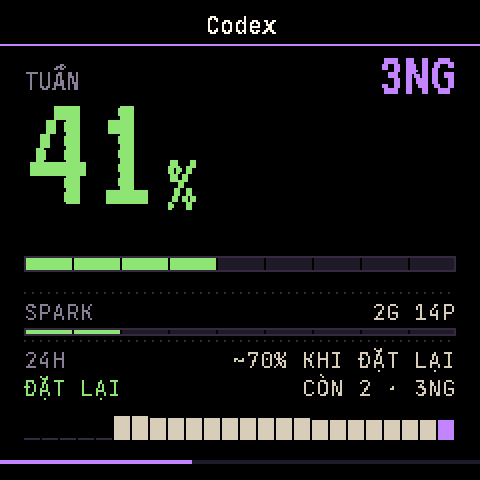 Codex
TUẦN 3NG
41%
SPARK 2G 14P
24H ~70% KHI ĐẶT LẠI
ĐẶT LẠI CÒN 2 · 3NG